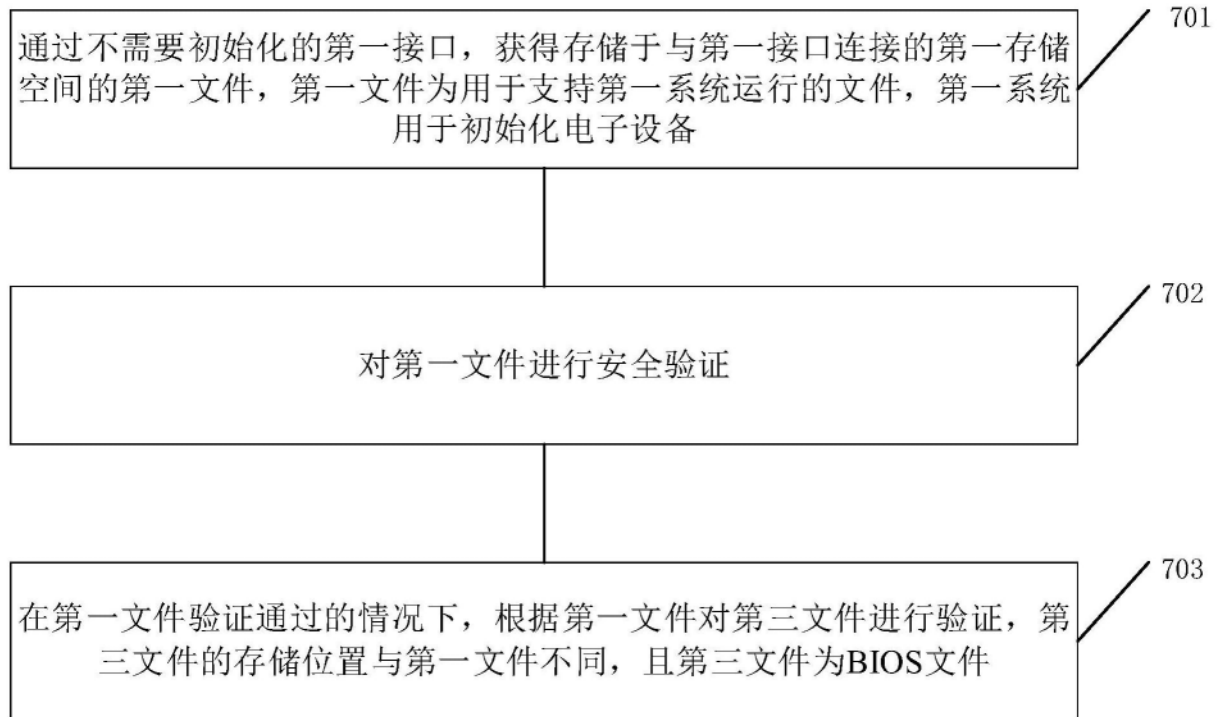 701
通过不需要初始化的第一接口，获得存储于与第一接口连接的第一存储
空间的第一文件，第一文件为用于支持第一系统运行的文件，第一系统
用于初始化电子设备
702
对第一文件进行安全验证
703
在第一文件验证通过的情况下，根据第一文件对第三文件进行验证，第
三文件的存储位置与第一文件不同，且第三文件为BIOS文件